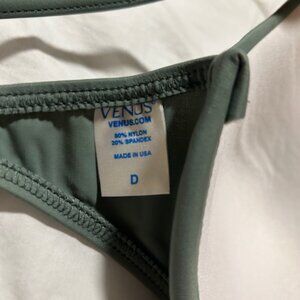 VENUS
VENUS.COM
80% NYLON
20% SPANDEX
MADE IN USA
D